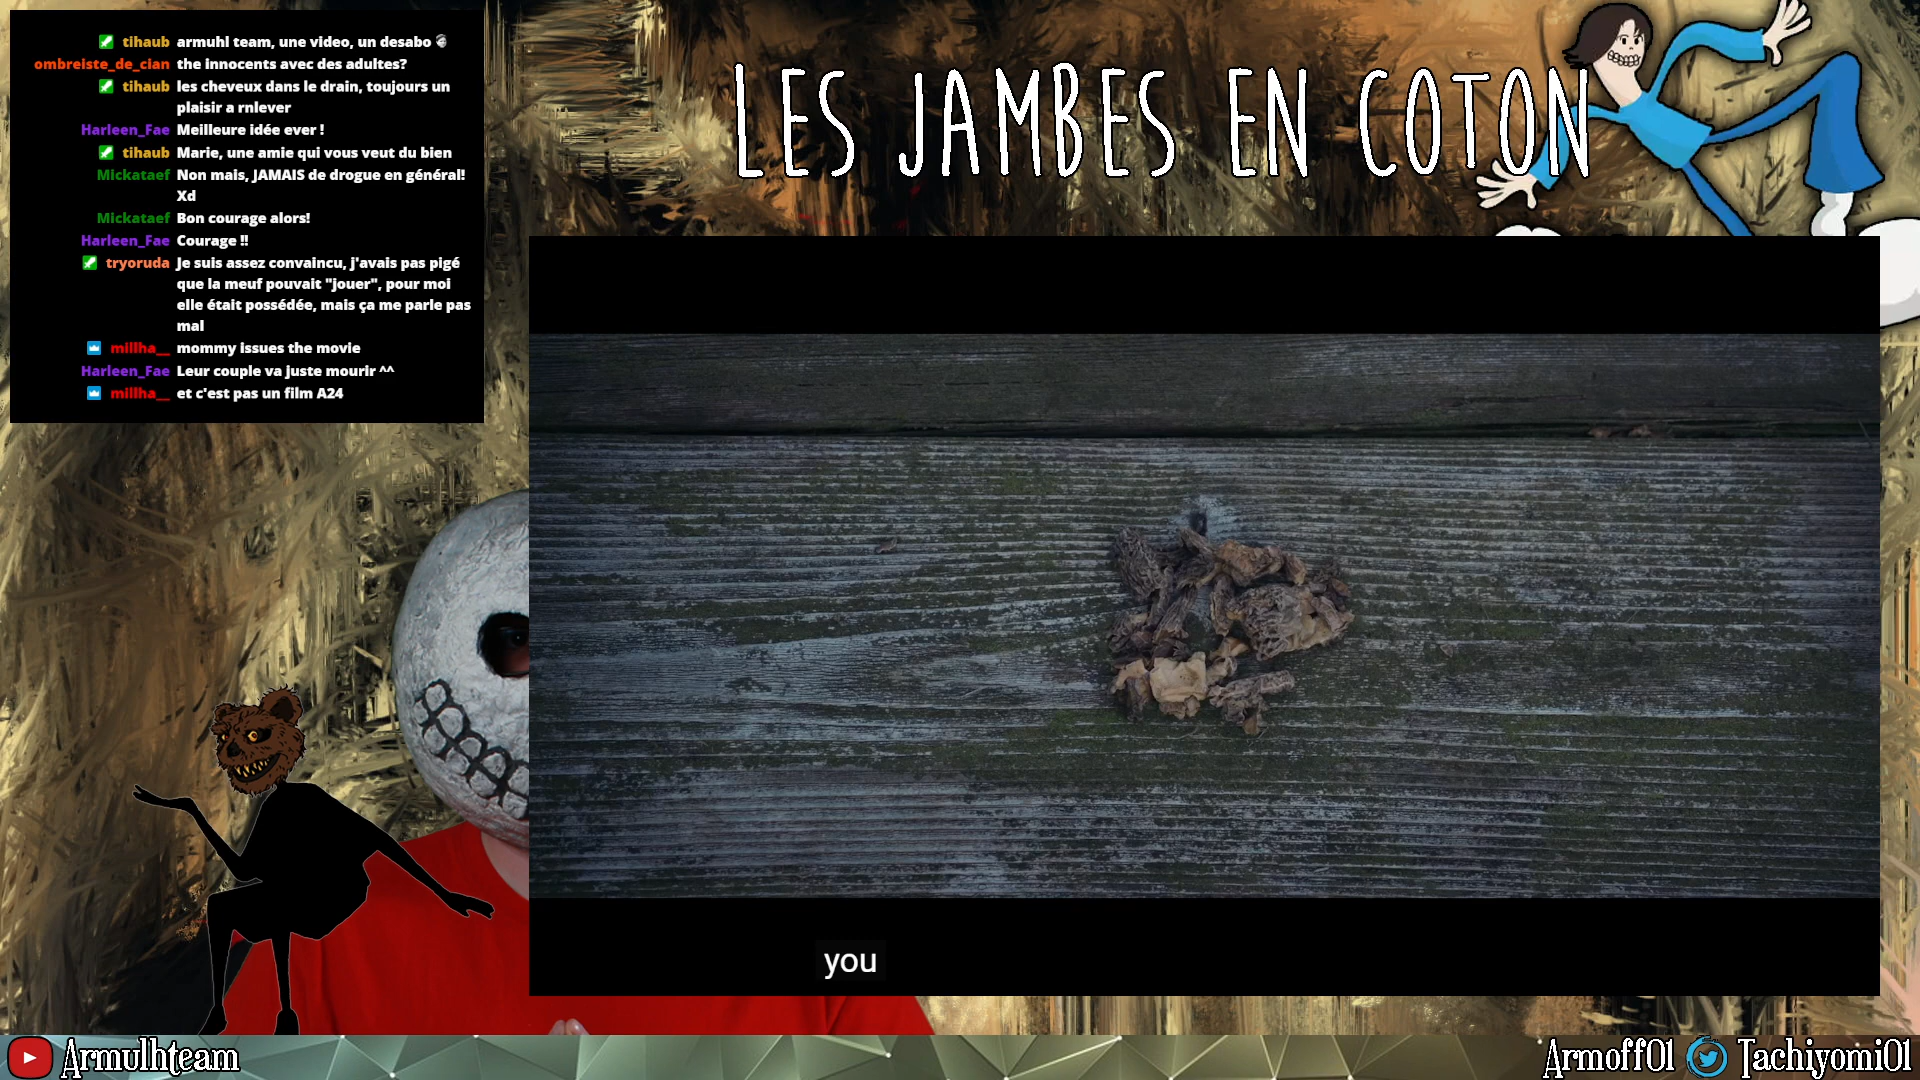 tihaub armuhl team, une video, un desabo
ombreiste_de_cian the innocents avec des adultes?
tihaub les cheveux dans le drain, toujours un
plaisir a rnlever
Harleen_Fae Meilleure idée ever !
tihaub Marie, une amie qui vous veut du bien
Mickataef Non mais, JAMAIS de drogue en général!
Xd
Mickataef Bon courage alors!
Harleen_Fae Courage !!
tryoruda Je suis assez convaincu, j'avais pas pigé
que la meuf pouvait "jouer", pour moi
elle était possédée, mais ça me parle pas
mal
millha__ mommy issues the movie
Harleen_Fae Leur couple va juste mourir ^^
millha__ et c'est pas un film A24
LES JAMBES EN COTON
you
Armulhteam
Armoff01 Tachiyomi01